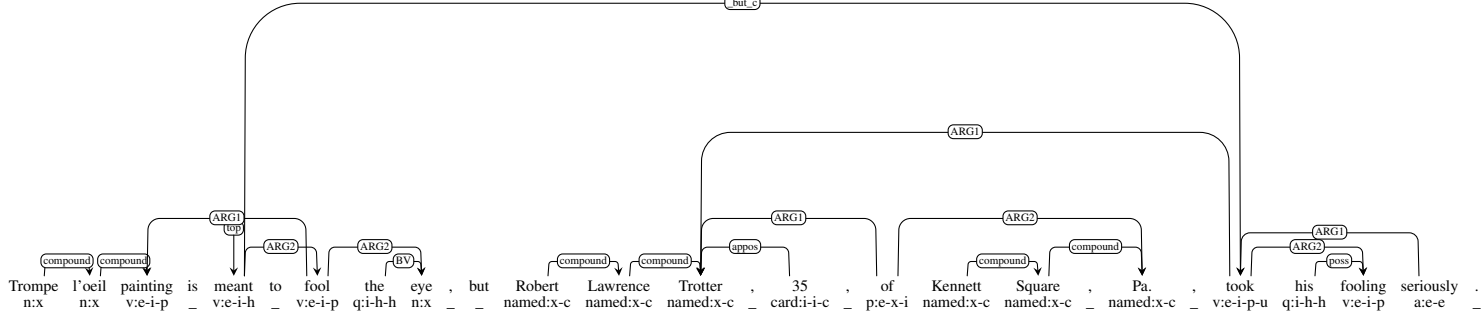 _but_c
ARG1
ARG1 ARG1 ARG2
top ARG1
ARG2 ARG2 appos compound ARG2
compound compound BV compound compound compound poss
Trompe l'oeil painting is meant to fool the eye , but Robert Lawrence Trotter , 35 , of Kennett Square , Pa. , took his fooling seriously .
n:x n:x v:e-i-p _ v:e-i-h _ v:e-i-p q:i-h-h n:x _ _ named:x-c named:x-c named:x-c _ card:i-i-c _ p:e-x-i named:x-c named:x-c _ named:x-c _ v:e-i-p-u q:i-h-h v:e-i-p a:e-e _